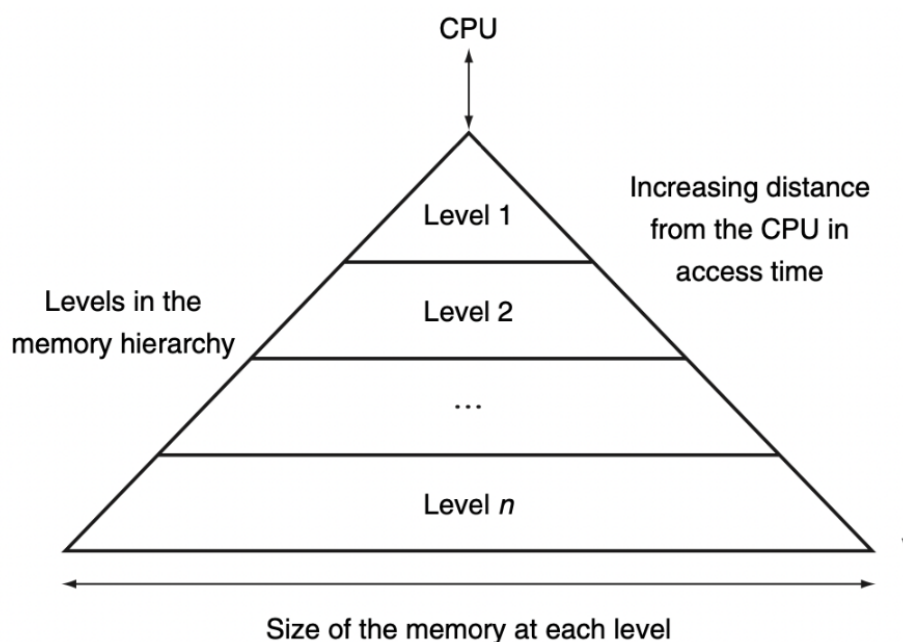 CPU
Level 1
Increasing distance
from the CPU in
access time
Levels in the
memory hierarchy
Level 2
...
Level n
Size of the memory at each level